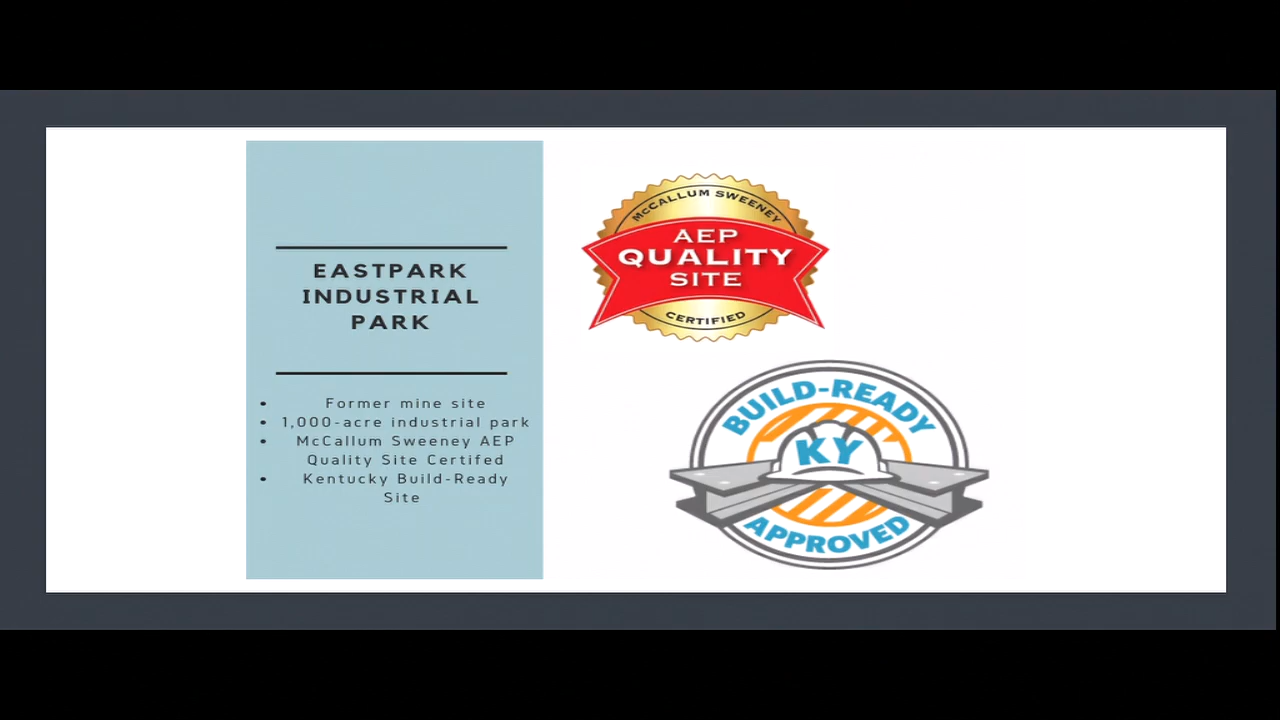 EASTPARK
INDUSTRIAL
PARK
• Former mine site
• 1,000-acre industrial park
• McCallum Sweeney AEP
Quality Site Certifed
• Kentucky Build-Ready
Site
McCALLUM SWEENEY
AEP
QUALITY
SITE
CERTIFIED
BUILD-READY
KY
APPROVED